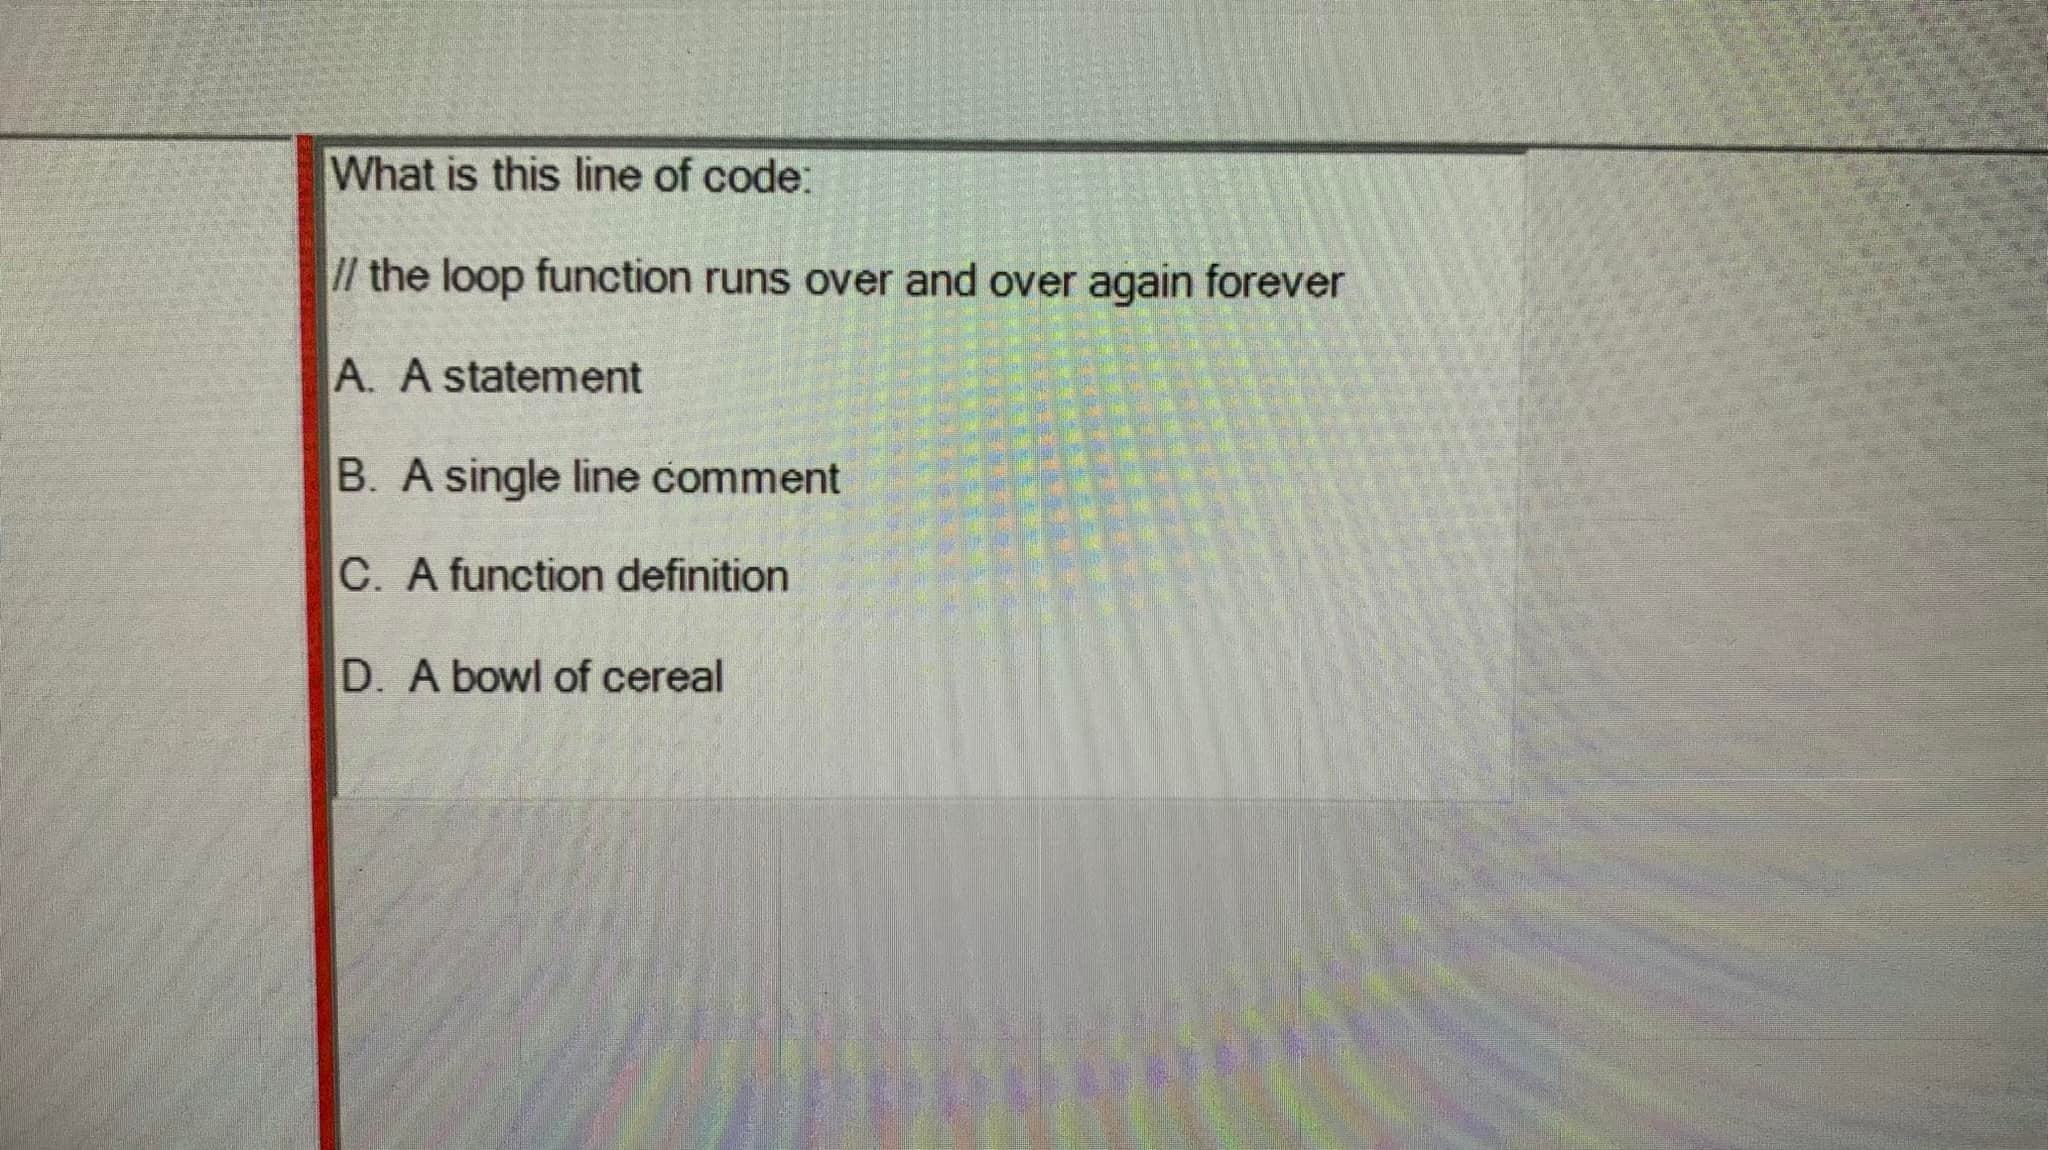 What is this line of code:
// the loop function runs over and over again forever
A. A statement
B. A single line comment
C. A function definition
D. A bowl of cereal